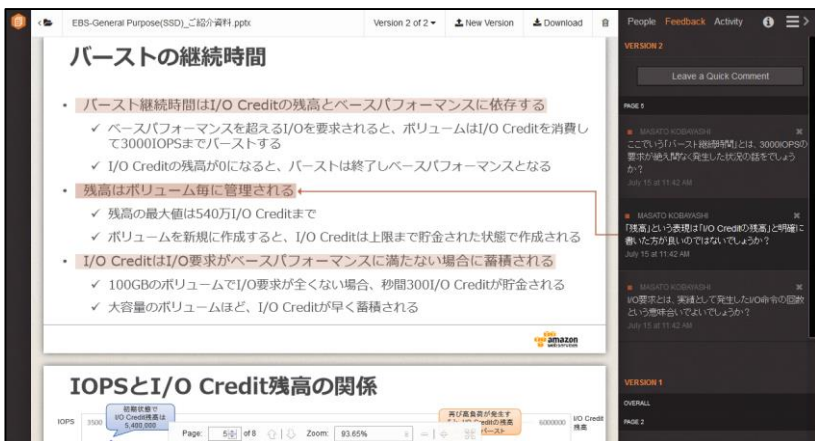 EBS-General Purpose(SSD)_ご紹介資料.pptx
Version 2 of 2
New Version
Download
People Feedback Activity
バーストの継続時間
• バースト継続時間はI/O Creditの残高とベースパフォーマンスに依存する
✓ ベースパフォーマンスを超えるI/Oを要求されると、ボリュームはI/O Creditを消費し
て3000IOPSまでバーストする
✓ I/O Creditの残高が0になると、バーストは終了しベースパフォーマンスとなる
• 残高はボリューム毎に管理される
✓ 残高の最大値は540万I/O Creditまで
✓ ボリュームを新規に作成すると、I/O Creditは上限まで貯金された状態で作成される
• I/O CreditはI/O要求がベースパフォーマンスに満たない場合に蓄積される
✓ 100GBのボリュームでI/O要求が全くない場合、秒間300I/O Creditが貯金される
✓ 大容量のボリュームほど、I/O Creditが早く蓄積される
amazon
web services
IOPSとI/O Credit残高の関係
IOPS
3500
初期状態で
I/O Credit残高は
5,400,000
再び高負荷が発生す
6000000
I/O Credit
残高
Page: 5 of 8
Zoom: 93.65%
VERSION 2
Leave a Quick Comment
PAGE 5
MASATO KOBAYASHI
ここでいう「バースト継続時間」とは、3000IOPSの
要求が絶え間なく発生した状況の話をでしょう
か?
July 15 at 11:42 AM
MASATO KOBAYASHI
「残高」という表現は「I/O Creditの残高」と明確に
書いた方が良いのではないでしょうか?
July 15 at 11:42 AM
MASATO KOBAYASHI
I/O要求とは、実績として発生したI/O命令の回数
という意味合いでよいでしょうか?
July 15 at 11:42 AM
VERSION 1
OVERALL
PAGE 2